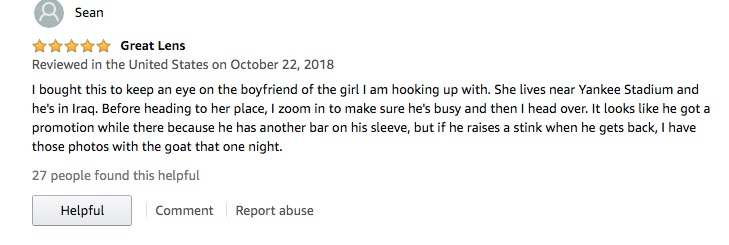 Sean
Great Lens
Reviewed in the United States on October 22, 2018
I bought this to keep an eye on the boyfriend of the girl I am hooking up with. She lives near Yankee Stadium and
he's in Iraq. Before heading to her place, I zoom in to make sure he's busy and then I head over. It looks like he got a
promotion while there because he has another bar on his sleeve, but if he raises a stink when he gets back, I have
those photos with the goat that one night.
27 people found this helpful
Helpful
Comment
Report abuse